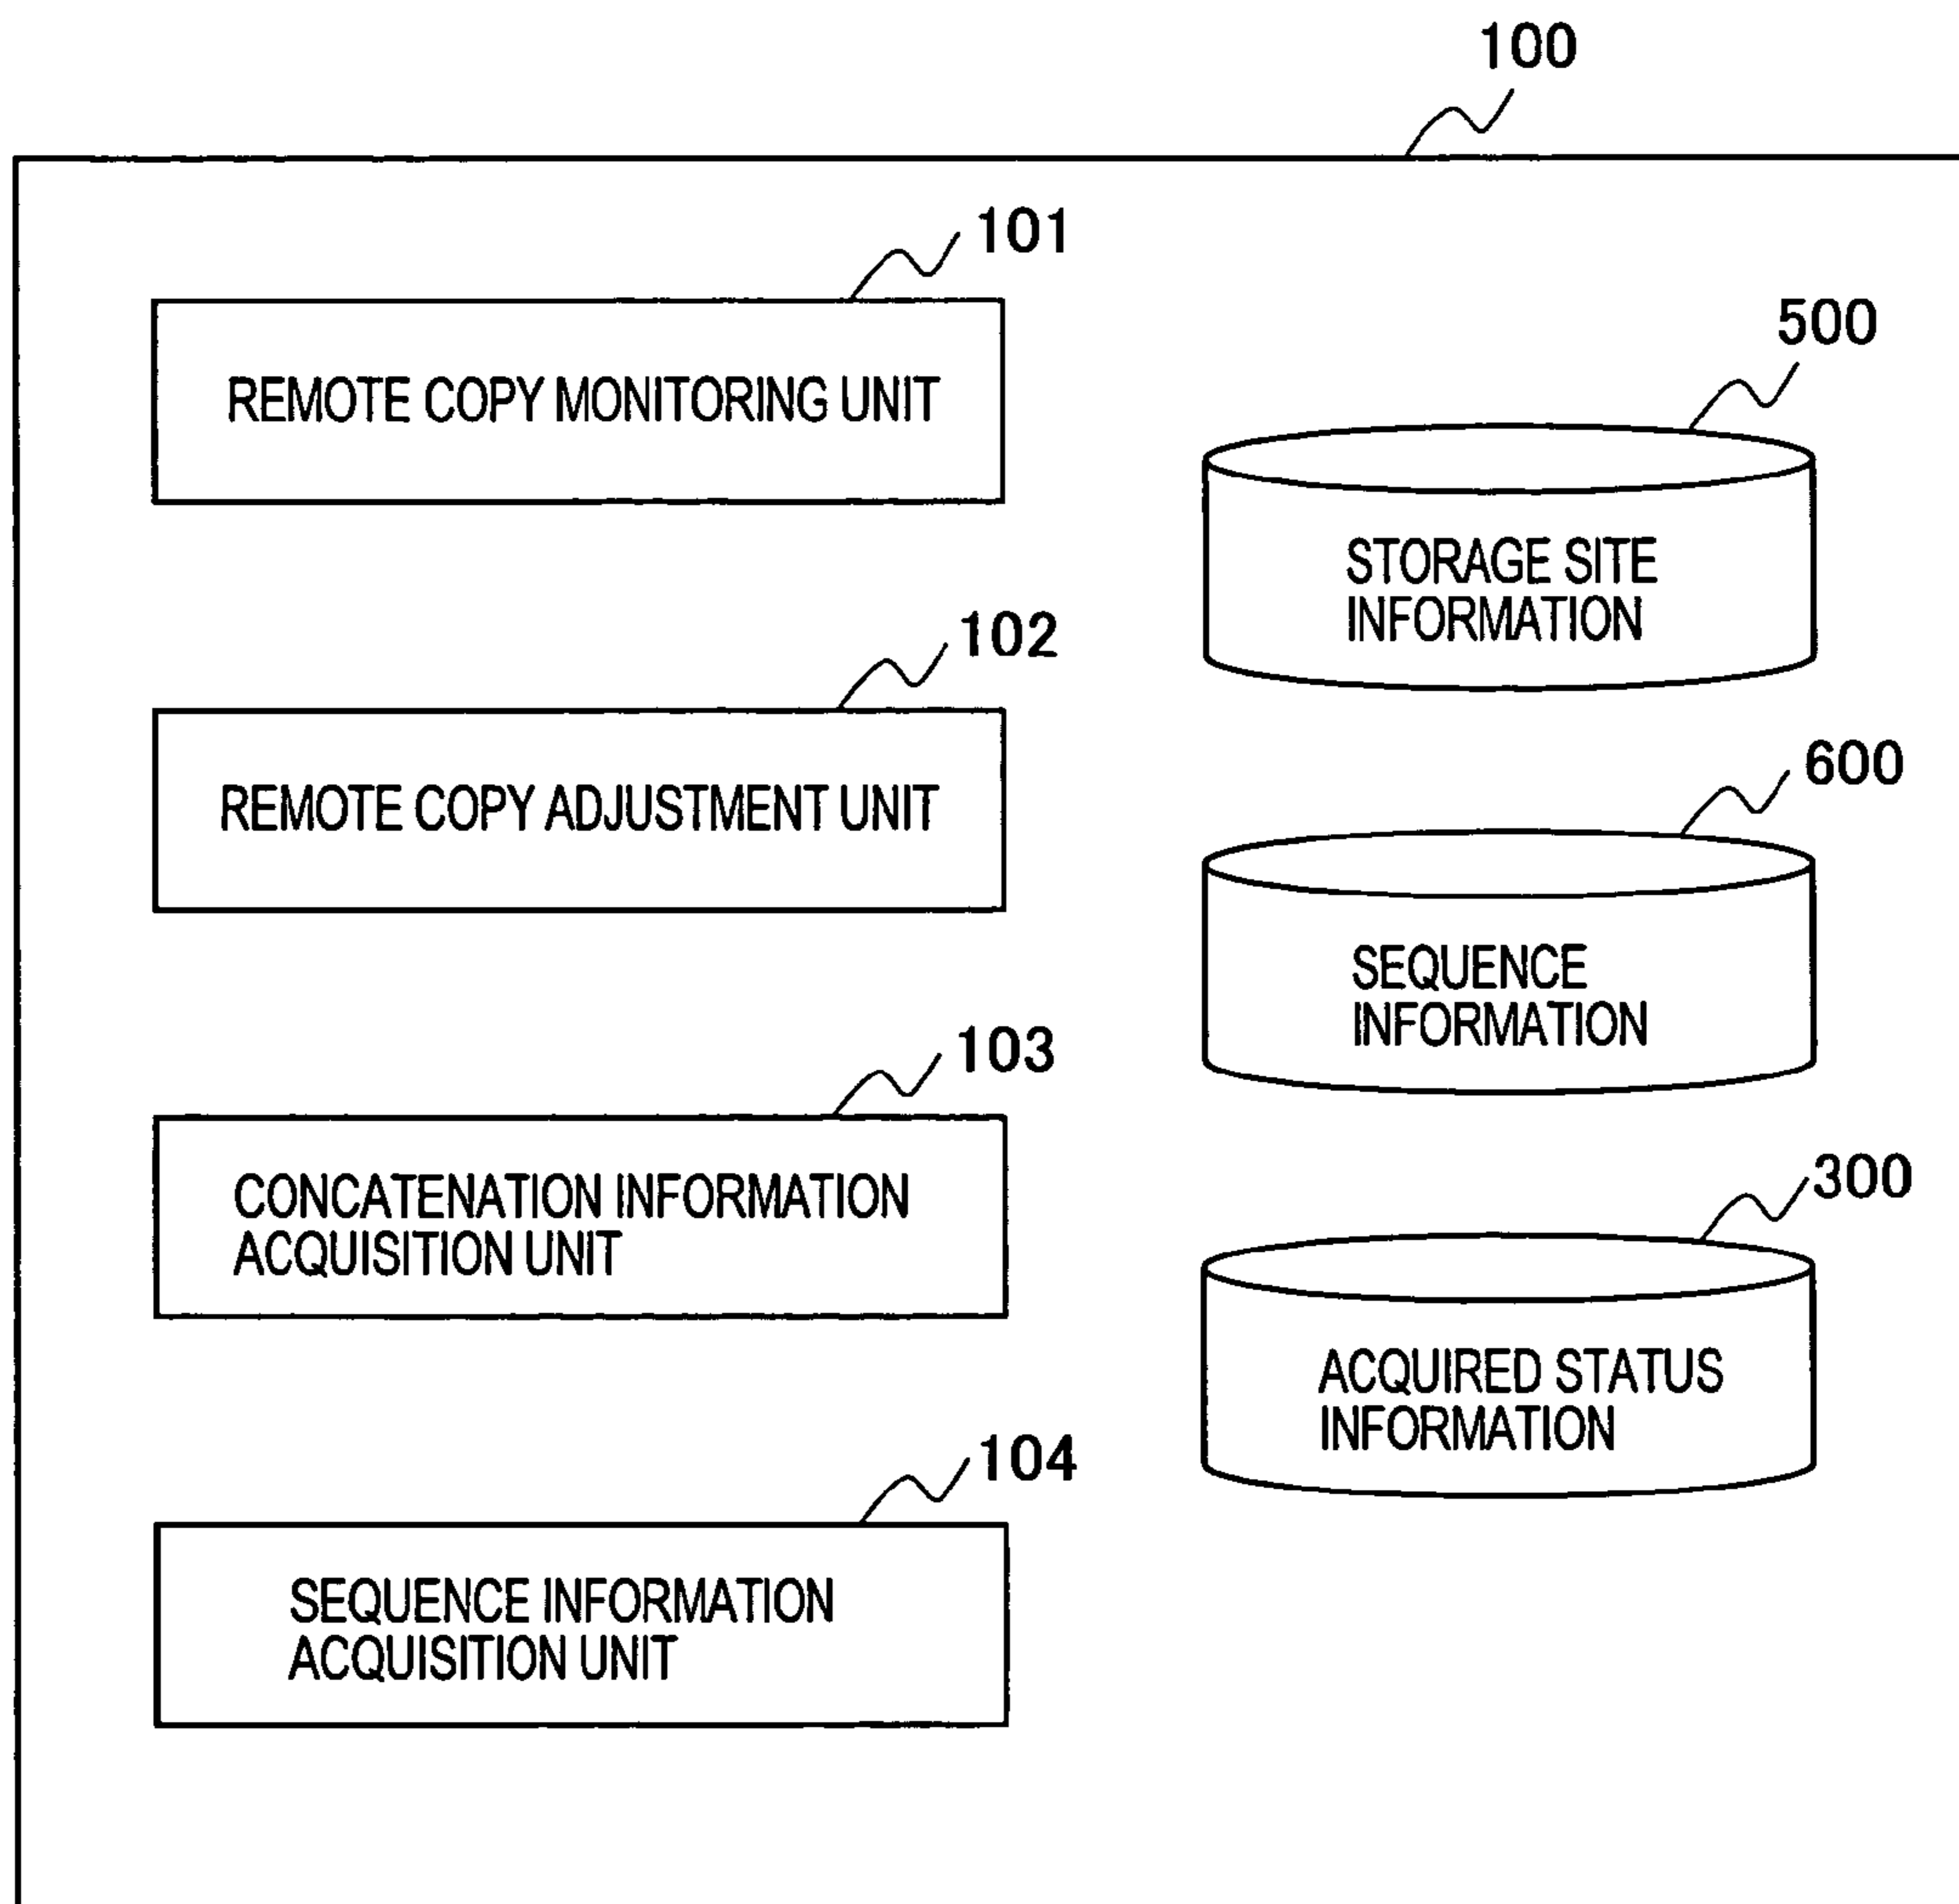 100
101
REMOTE COPY MONITORING UNIT
500
STORAGE SITE
INFORMATION
102
REMOTE COPY ADJUSTMENT UNIT
600
SEQUENCE
INFORMATION
103
CONCATENATION INFORMATION
ACQUISITION UNIT
300
ACQUIRED STATUS
INFORMATION
104
SEQUENCE INFORMATION
ACQUISITION UNIT